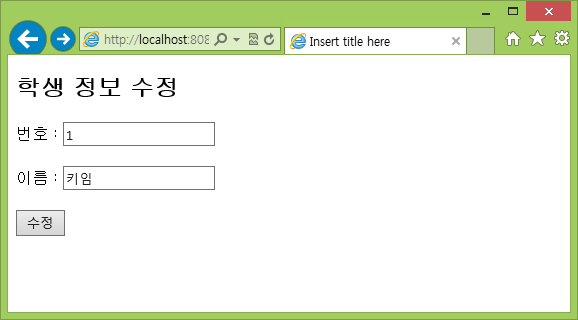 http://localhost:808
Insert title here
학생 정보 수정
번호 : 1
이름 : 키임
수정